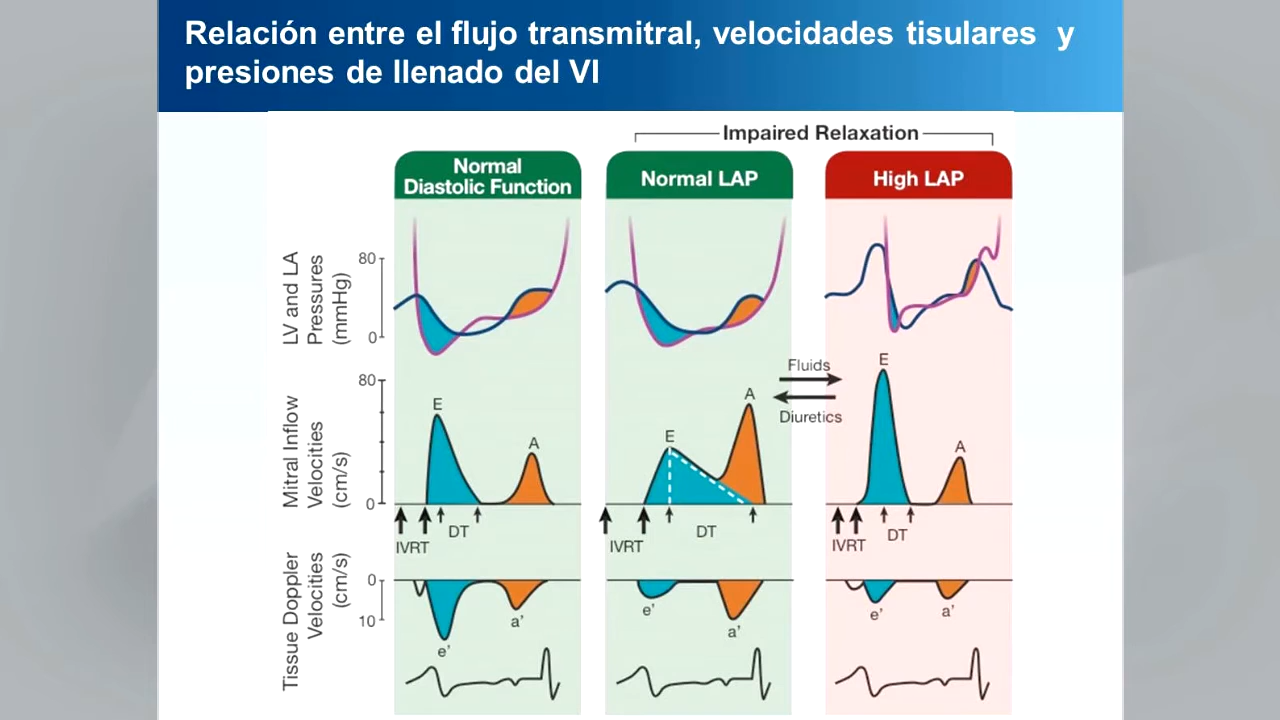 Relación entre el flujo transmitral, velocidades tisulares y
presiones de llenado del VI
Impaired Relaxation
Normal
Diastolic Function
Normal LAP
High LAP
LV and LA
Pressures
(mmHg)
80
0
Fluids
Diuretics
Mitral Inflow
Velocities
(cm/s)
80
0
E
A
E
A
E
A
IVRT
DT
IVRT
DT
IVRT
DT
Tissue Doppler
Velocities
(cm/s)
0
10
e'
a'
e'
a'
e'
a'